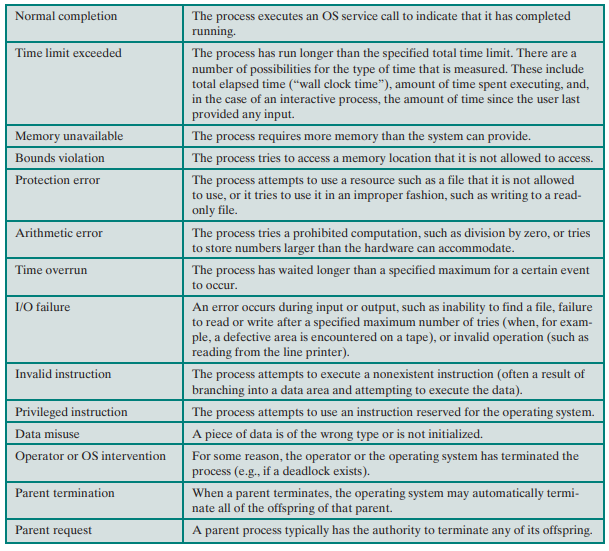 Normal completion
The process executes an OS service call to indicate that it has completed
running.
Time limit exceeded
The process has run longer than the specified total time limit. There are a
number of possibilities for the type of time that is measured. These include
total elapsed time (“wall clock time”), amount of time spent executing, and,
in the case of an interactive process, the amount of time since the user last
provided any input.
Memory unavailable
The process requires more memory than the system can provide.
Bounds violation
The process tries to access a memory location that it is not allowed to access.
Protection error
The process attempts to use a resource such as a file that it is not allowed
to use, or it tries to use it in an improper fashion, such as writing to a read-
only file.
Arithmetic error
The process tries a prohibited computation, such as division by zero, or tries
to store numbers larger than the hardware can accommodate.
Time overrun
The process has waited longer than a specified maximum for a certain event
to occur.
I/O failure
An error occurs during input or output, such as inability to find a file, failure
to read or write after a specified maximum number of tries (when, for exam-
ple, a defective area is encountered on a tape), or invalid operation (such as
reading from the line printer).
Invalid instruction
The process attempts to execute a nonexistent instruction (often a result of
branching into a data area and attempting to execute the data).
Privileged instruction
The process attempts to use an instruction reserved for the operating system.
Data misuse
A piece of data is of the wrong type or is not initialized.
Operator or OS intervention
For some reason, the operator or the operating system has terminated the
process (e.g., if a deadlock exists).
Parent termination
When a parent terminates, the operating system may automatically termi-
nate all of the offspring of that parent.
Parent request
A parent process typically has the authority to terminate any of its offspring.